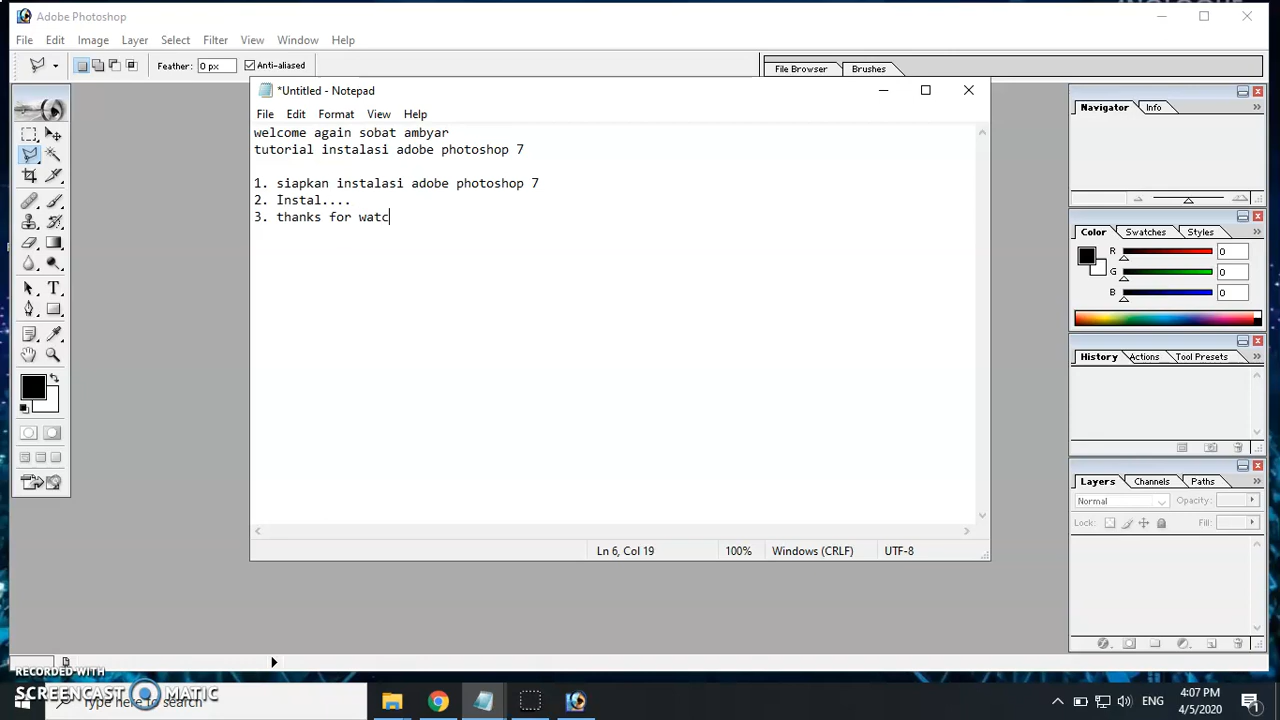 Adobe Photoshop
File Edit Image Layer Select Filter View Window Help
Feather: 0 px Anti-aliased
File Browser Brushes
*Untitled - Notepad
File Edit Format View Help
welcome again sobat ambyar
tutorial instalasi adobe photoshop 7
1. siapkan instalasi adobe photoshop 7
2. Instal....
3. thanks for watc
Ln 6, Col 19 100% Windows (CRLF) UTF-8
Navigator Info
Color Swatches Styles
R 0
G 0
B 0
History Actions Tool Presets
Layers Channels Paths
Normal Opacity:
Lock: Fill:
RECORDED WITH
SCREENCAST MATIC
Type here to search
ENG
4:07 PM
4/5/2020
1